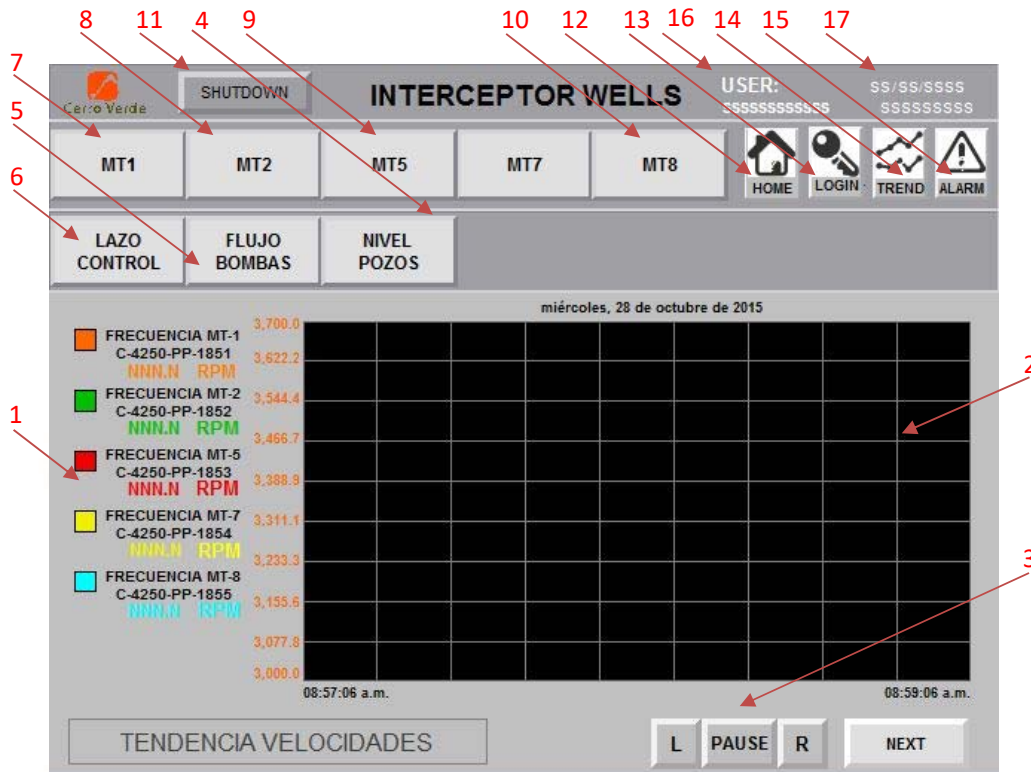 8 11 4 9 10 12 13 16 14 15 17
7
5
6
Cerro Verde
SHUTDOWN
INTERCEPTOR WELLS
USER:
ssssssssssss
SS/SS/SSSS
SSSSSSSSS
MT1 MT2 MT5 MT7 MT8
HOME LOGIN TREND ALARM
LAZO CONTROL
FLUJO BOMBAS
NIVEL POZOS
miércoles, 28 de octubre de 2015
FRECUENCIA MT-1
C-4250-PP-1851
NNN.N RPM
FRECUENCIA MT-2
C-4250-PP-1852
NNN.N RPM
1
FRECUENCIA MT-5
C-4250-PP-1853
NNN.N RPM
FRECUENCIA MT-7
C-4250-PP-1854
NNN.N RPM
FRECUENCIA MT-8
C-4250-PP-1855
NNN.N RPM
3,700.0
3,622.2
3,544.4
3,466.7
3,388.9
3,311.1
3,233.3
3,155.6
3,077.8
3,000.0
2
3
08:57:06 a.m. 08:59:06 a.m.
TENDENCIA VELOCIDADES
L PAUSE R NEXT